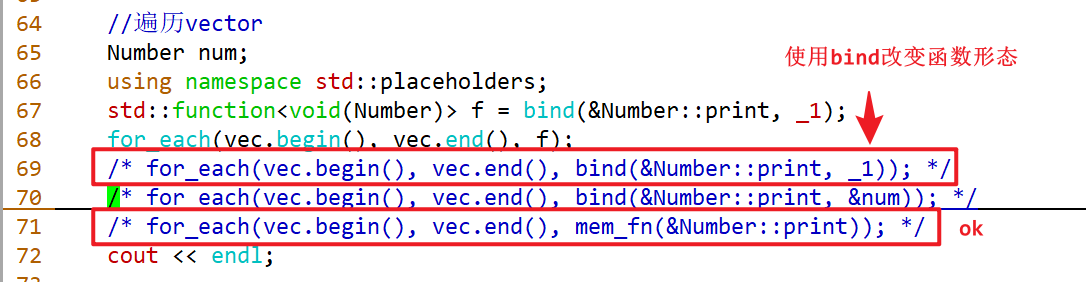 64 //遍历vector
65 Number num;
使用bind改变函数形态
66 using namespace std::placeholders;
67 std::function<void(Number)> f = bind(&Number::print, _1);
68 for_each(vec.begin(), vec.end(), f);
69 /* for_each(vec.begin(), vec.end(), bind(&Number::print, _1)); */
70 /* for_each(vec.begin(), vec.end(), bind(&Number::print, &num)); */
71 /* for_each(vec.begin(), vec.end(), mem_fn(&Number::print)); */ ok
72 cout << endl;